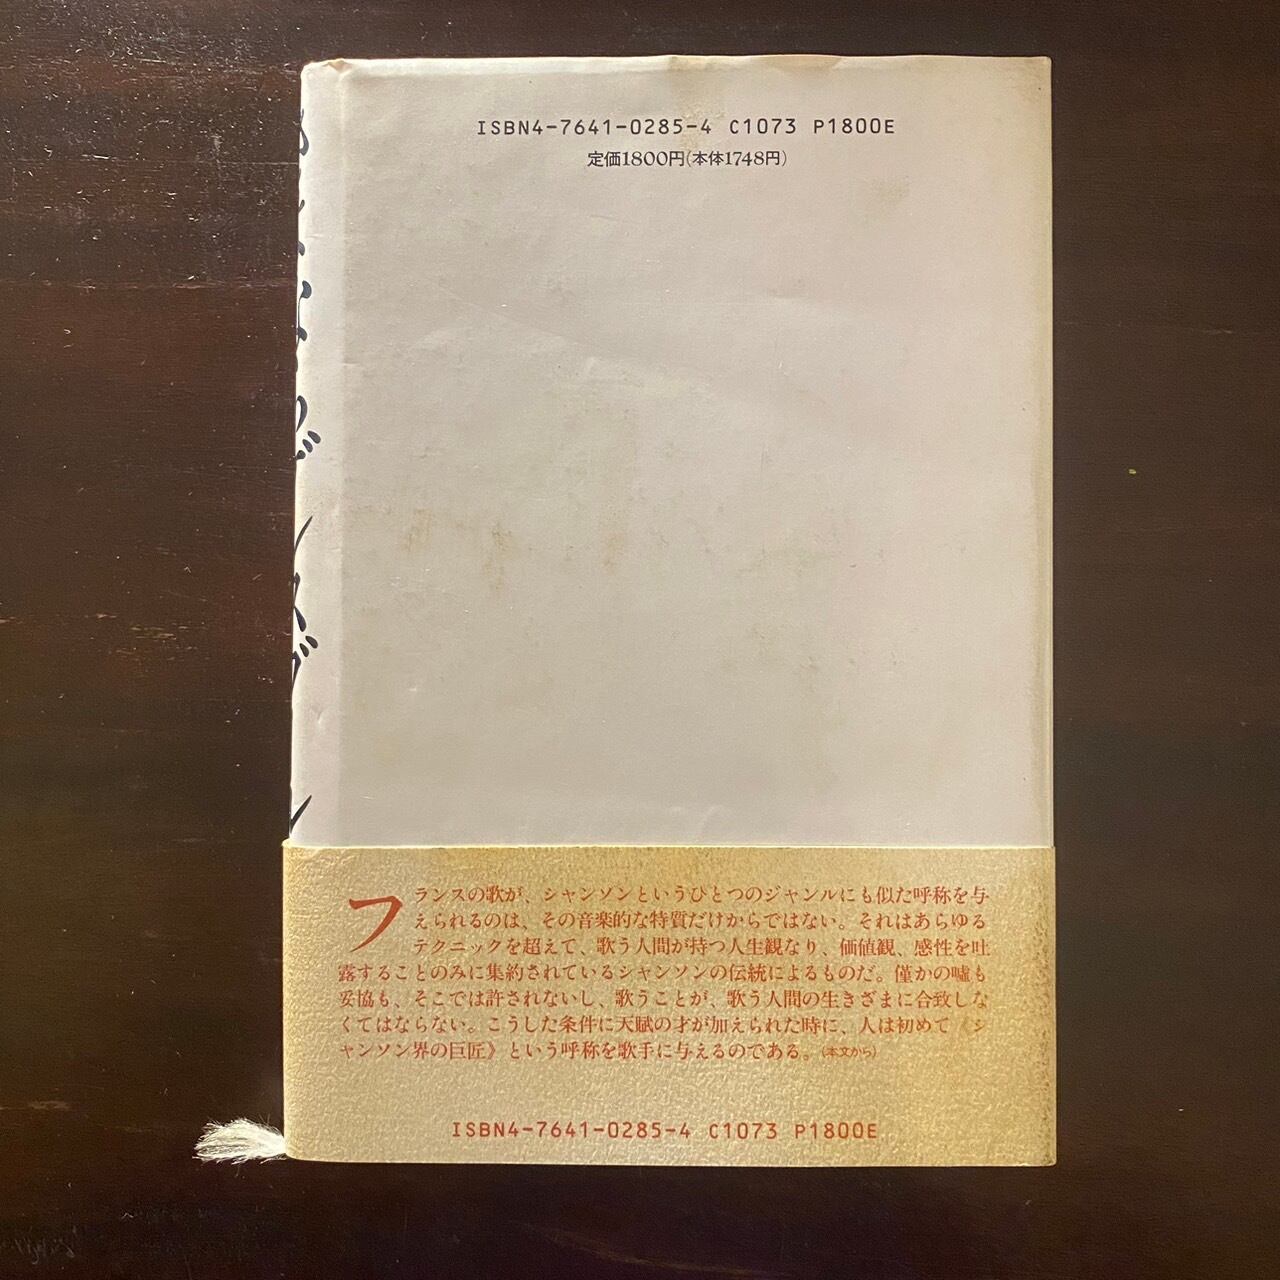 ISBN4-7641-0285-4 C1073 P1800E
定価1800円(本体1748円)
フランスの歌が、シャンソンというひとつのジャンルにも似た呼称を与
えられるのは、その音楽的な特質だけからではない。それはあらゆる
テクニックを超えて、歌う人間が持つ人生観なり、価値観、感性を吐
露することのみに集約されているシャンソンの伝統によるものだ。僅かの嘘も
妥協も、そこでは許されないし、歌うことが、歌う人間の生きざまに合致しな
くてはならない。こうした条件に天賦の才が加えられた時に、人は初めて《シ
ャンソン界の巨匠》という呼称を歌手に与えるのである。(本文から)
ISBN4-7641-0285-4 C1073 P1800E